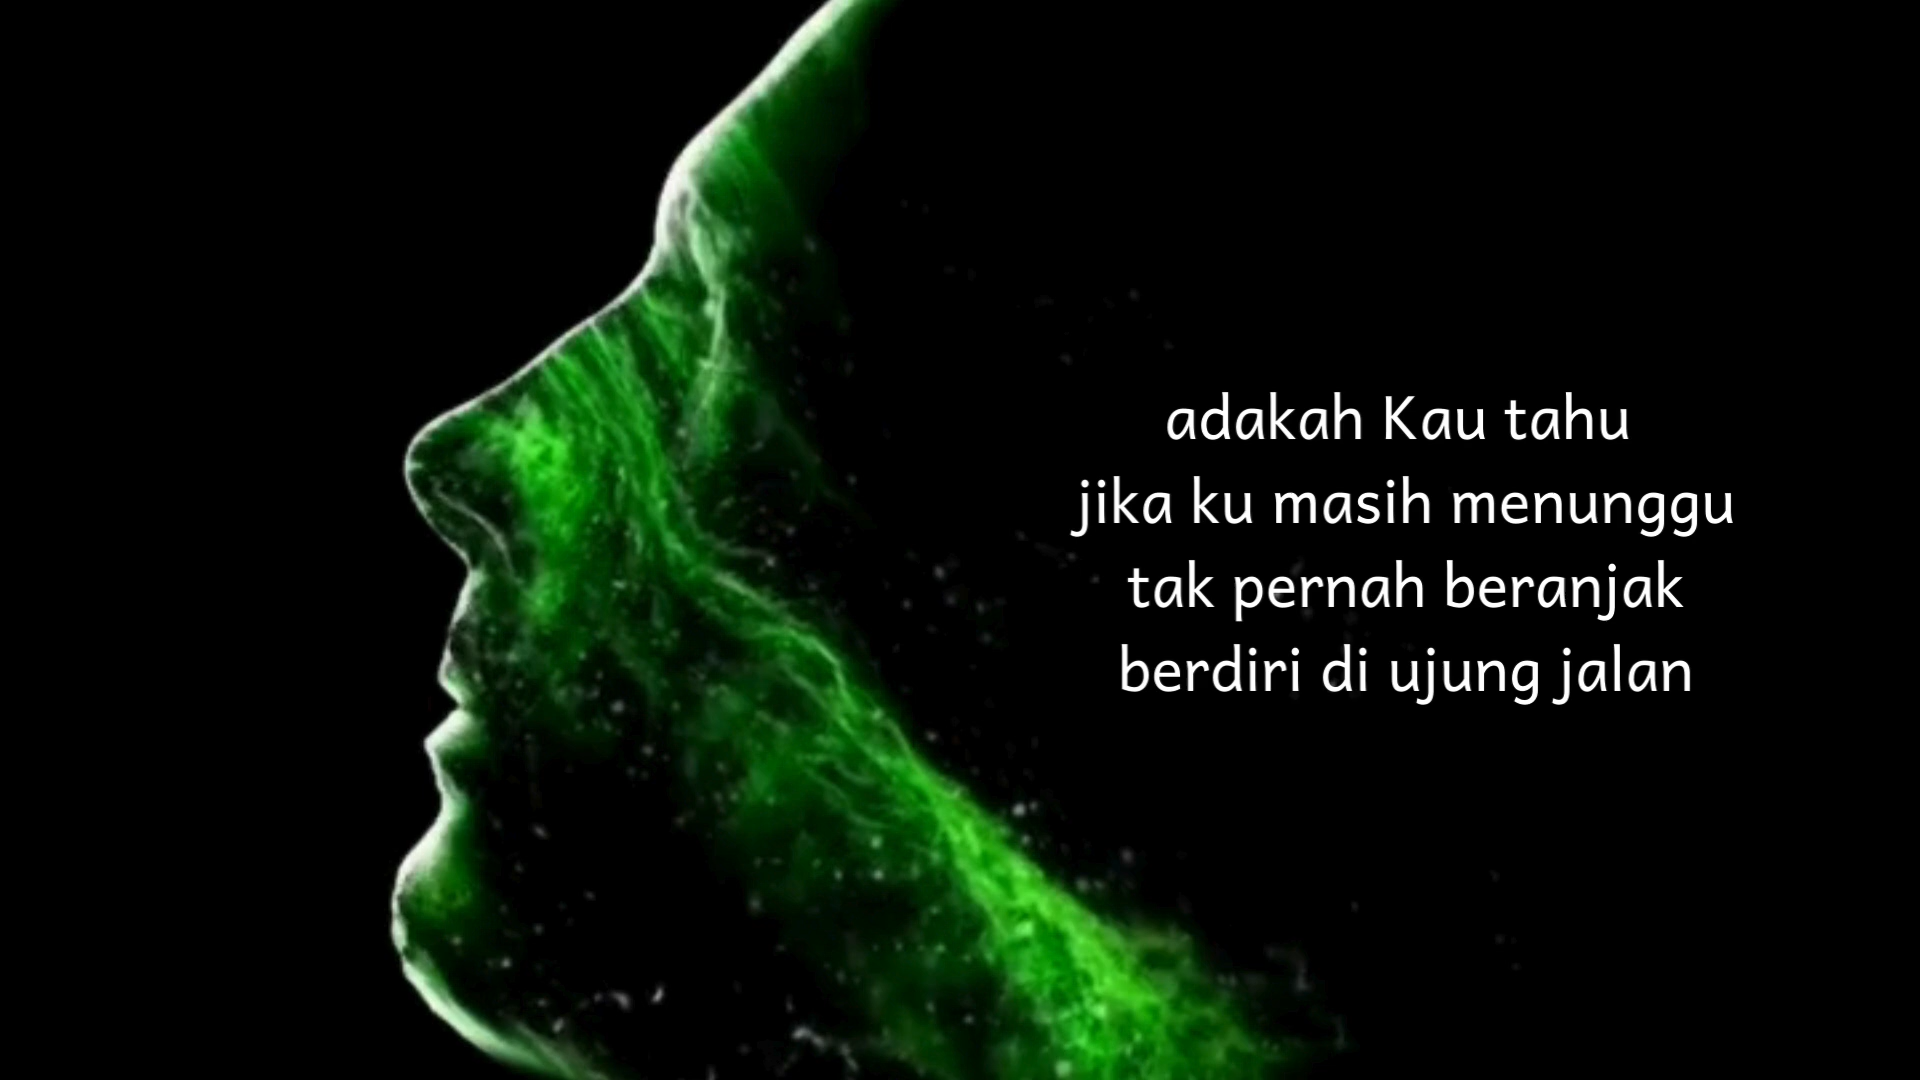 adakah Kau tahu
jika ku masih menunggu
tak pernah beranjak
berdiri di ujung jalan